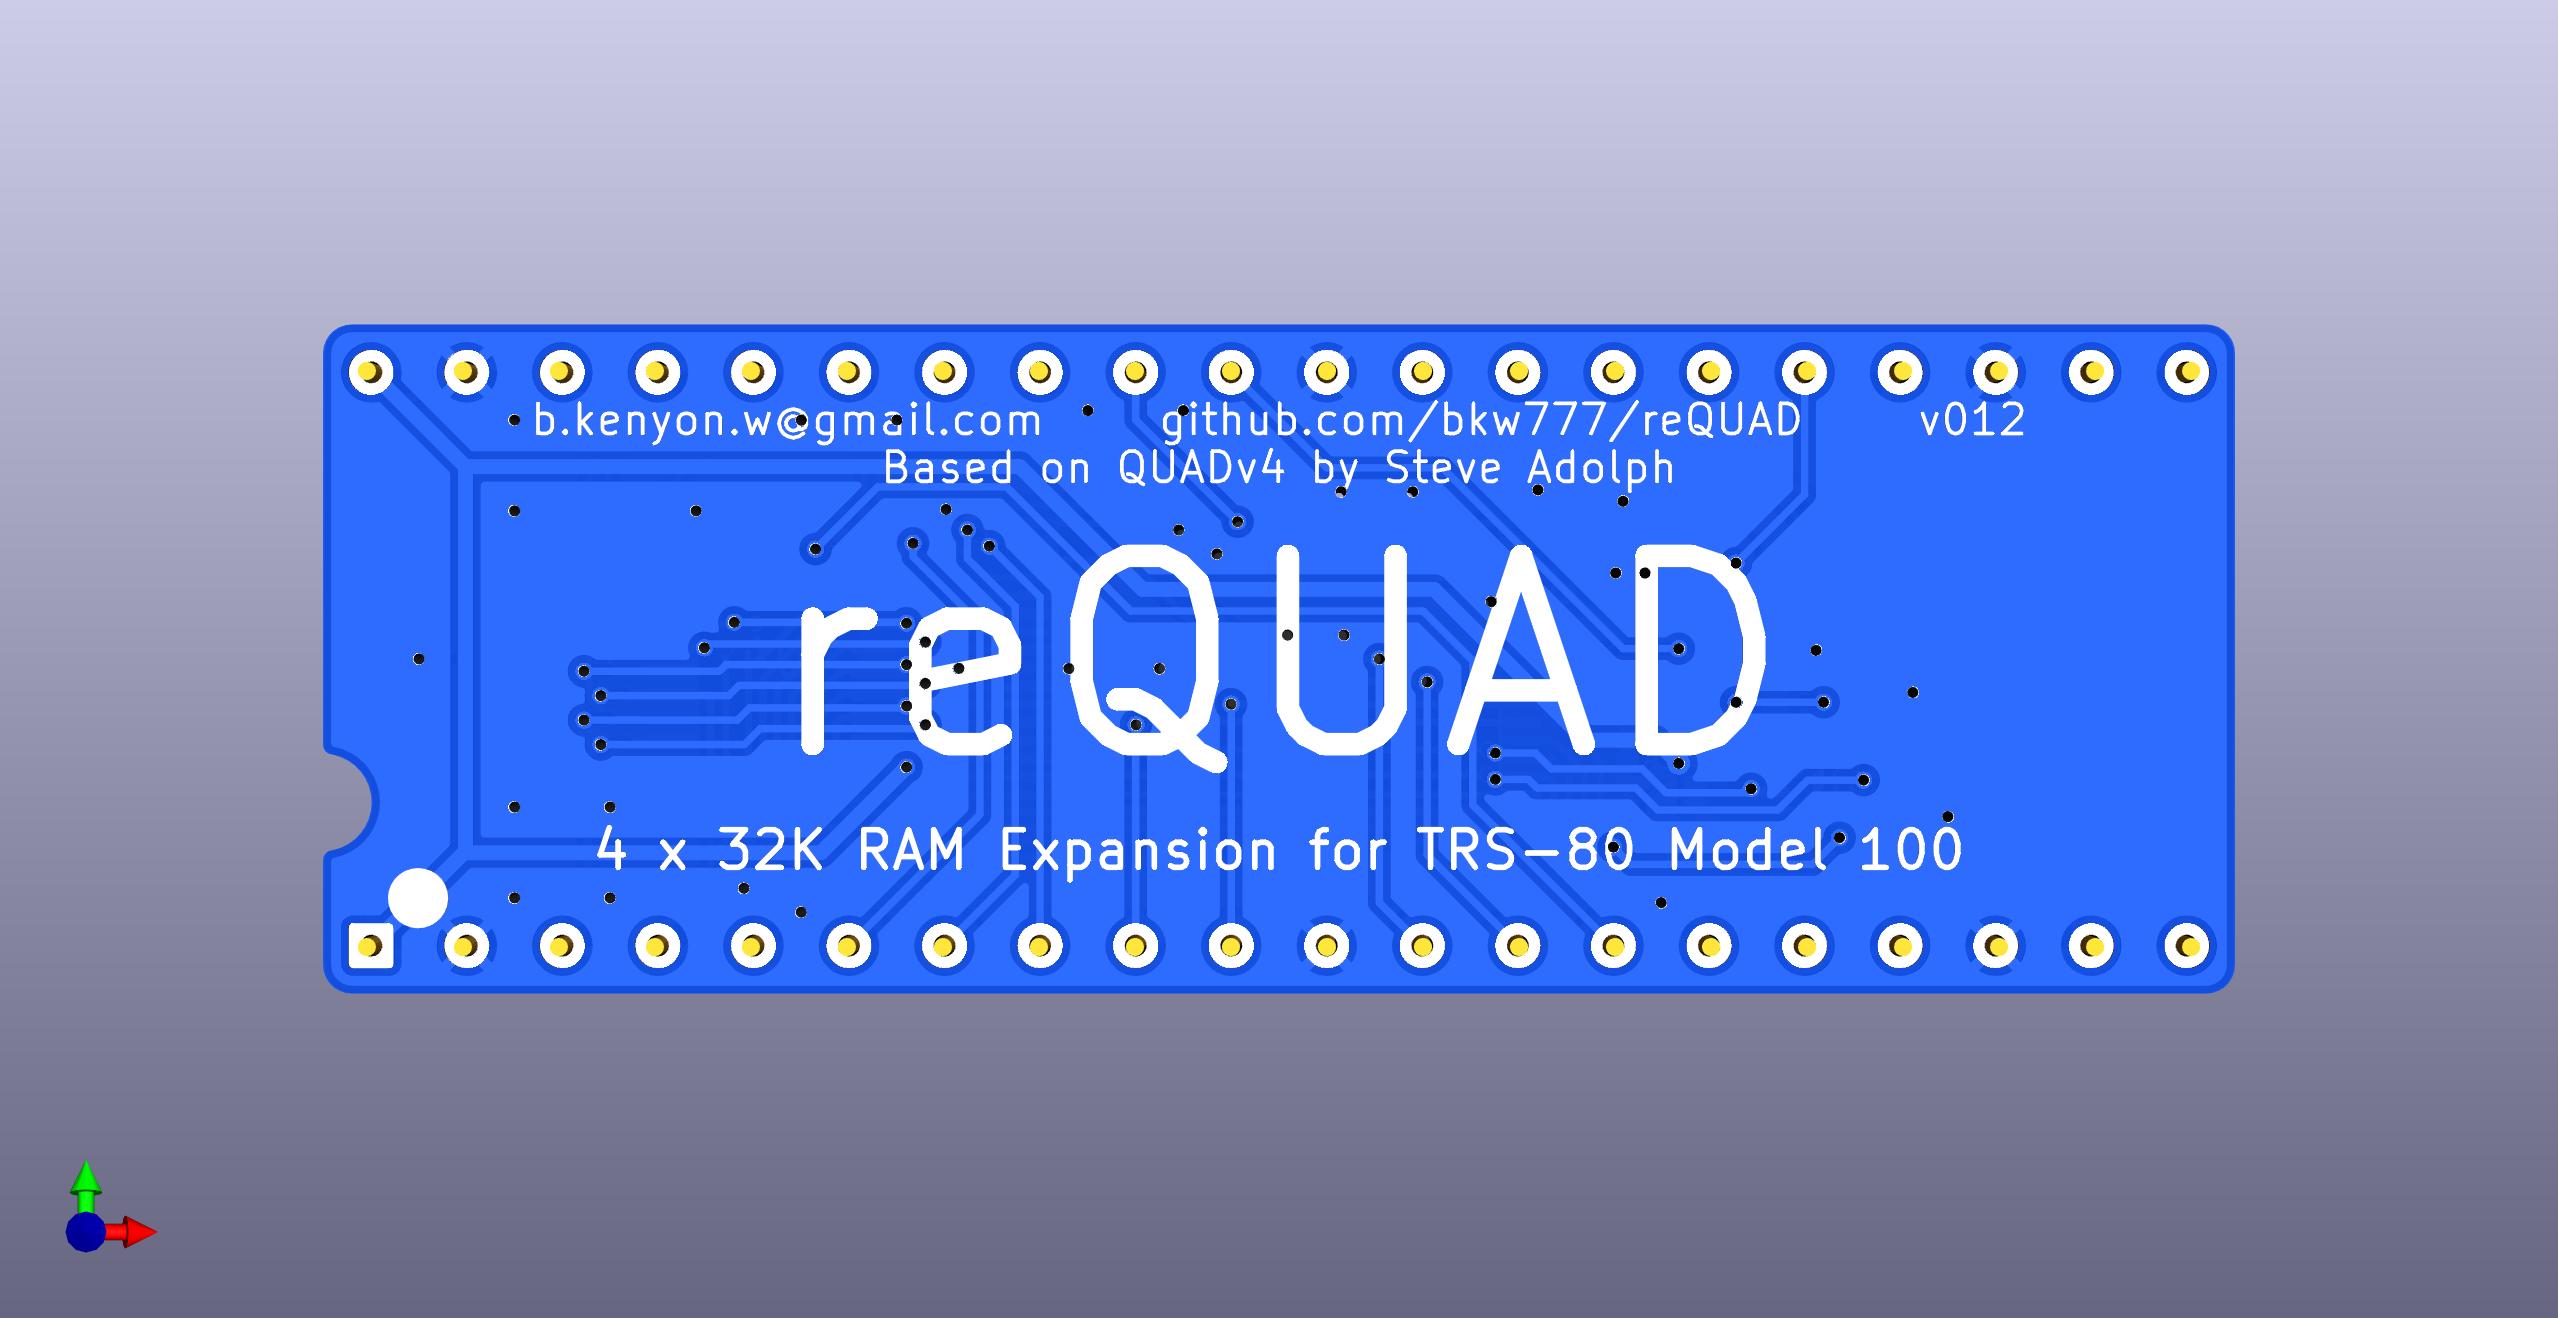 b.kenyon.w@gmail.com github.com/bkw777/reQUAD v012
Based on QUADv4 by Steve Adolph
reQUAD
4 x 32K RAM Expansion for TRS-80 Model 100